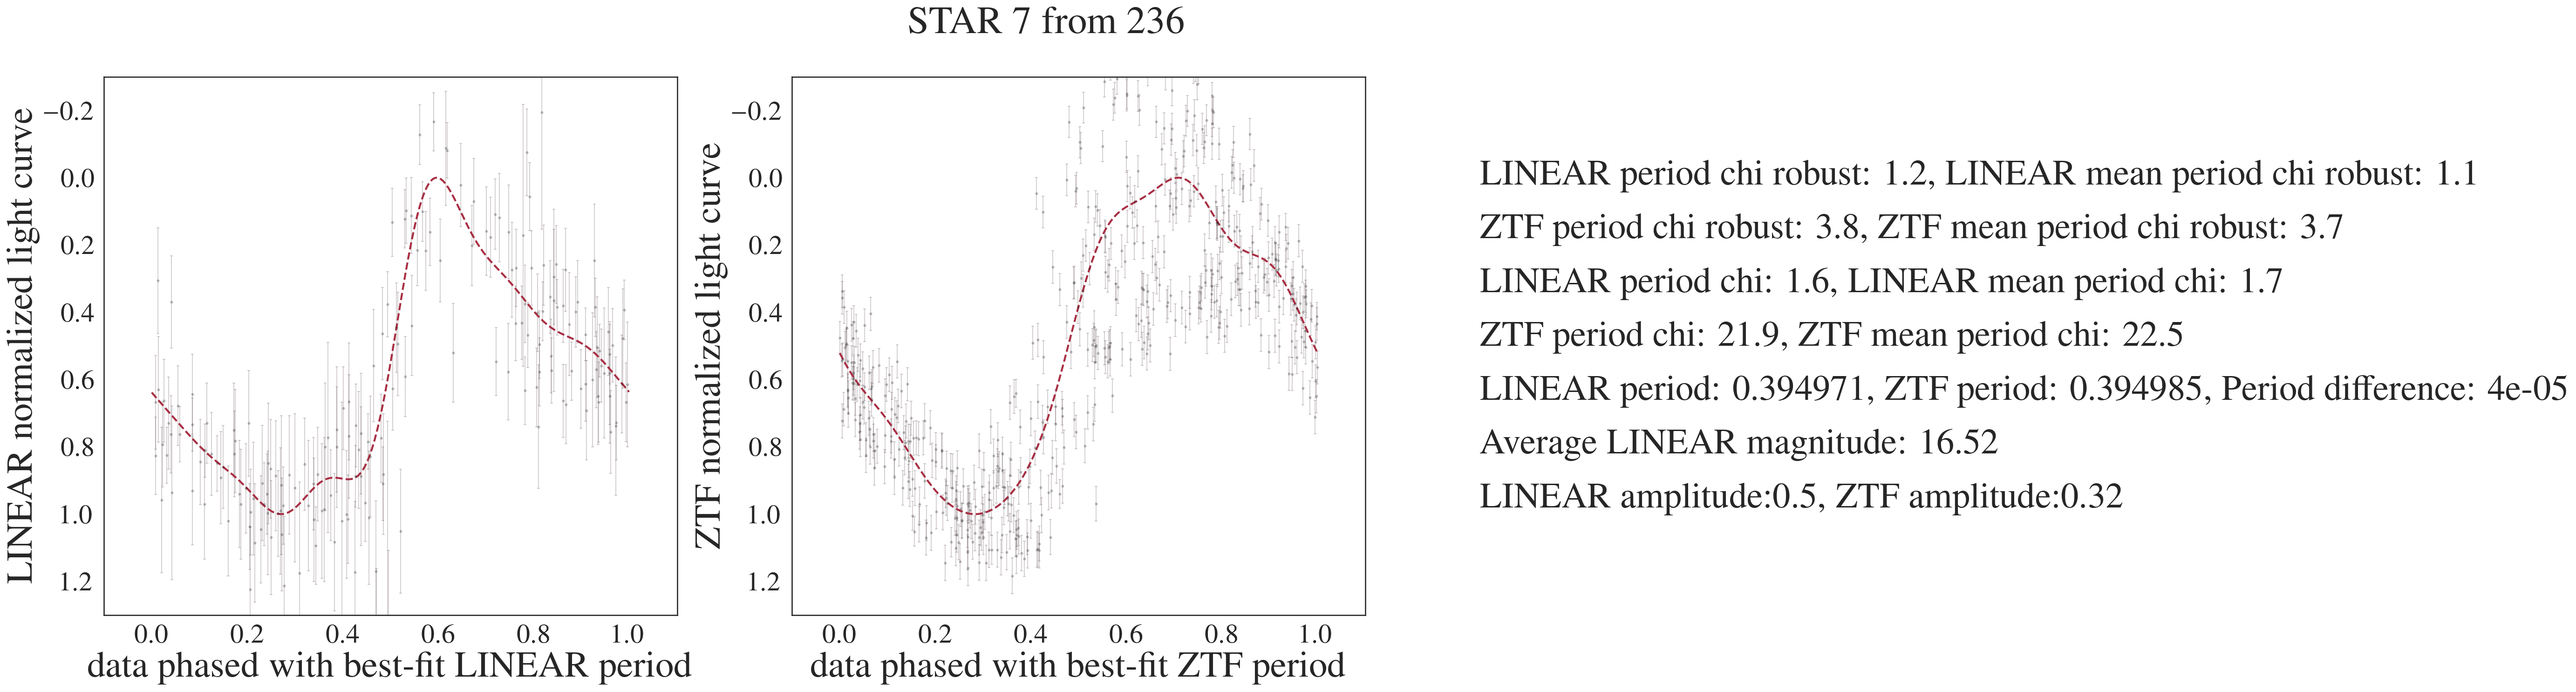 STAR 7 from 236
LINEAR normalized light curve
−0.2
0.0
0.2
0.4
0.6
0.8
1.0
1.2
0.0 0.2 0.4 0.6 0.8 1.0
data phased with best-fit LINEAR period
ZTF normalized light curve
−0.2
0.0
0.2
0.4
0.6
0.8
1.0
1.2
0.0 0.2 0.4 0.6 0.8 1.0
data phased with best-fit ZTF period
LINEAR period chi robust: 1.2, LINEAR mean period chi robust: 1.1
ZTF period chi robust: 3.8, ZTF mean period chi robust: 3.7
LINEAR period chi: 1.6, LINEAR mean period chi: 1.7
ZTF period chi: 21.9, ZTF mean period chi: 22.5
LINEAR period: 0.394971, ZTF period: 0.394985, Period difference: 4e-05
Average LINEAR magnitude: 16.52
LINEAR amplitude:0.5, ZTF amplitude:0.32